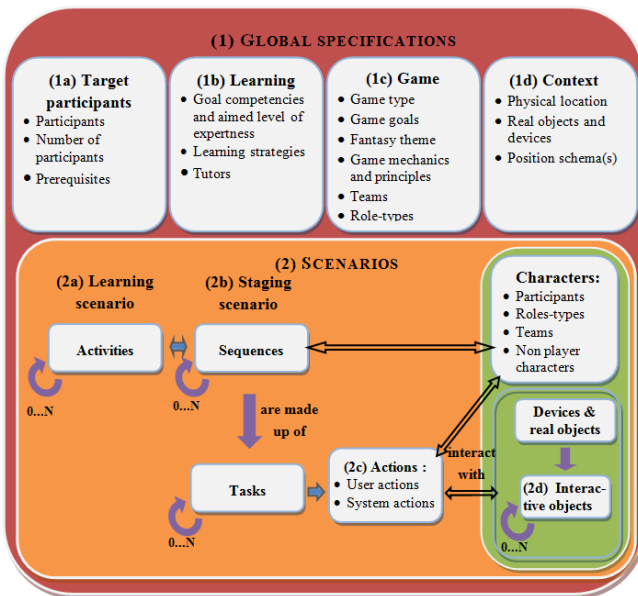 (1) GLOBAL SPECIFICATIONS
(1a) Target
participants
• Participants
• Number of
participants
• Prerequisites
(1b) Learning
• Goal competencies
and aimed level of
expertness
• Learning strategies
• Tutors
(1c) Game
• Game type
• Game goals
• Fantasy theme
• Game mechanics
and principles
• Teams
• Role-types
(1d) Context
• Physical location
• Real objects and
devices
• Position schema(s)
(2) SCENARIOS
(2a) Learning
scenario
(2b) Staging
scenario
Activities
0...N
Sequences
0...N
Characters:
• Participants
• Roles-types
• Teams
• Non player
characters
are made
up of
Tasks
0...N
(2c) Actions :
• User actions
• System actions
interact
with
Devices &
real objects
(2d) Interac-
tive objects
0...N